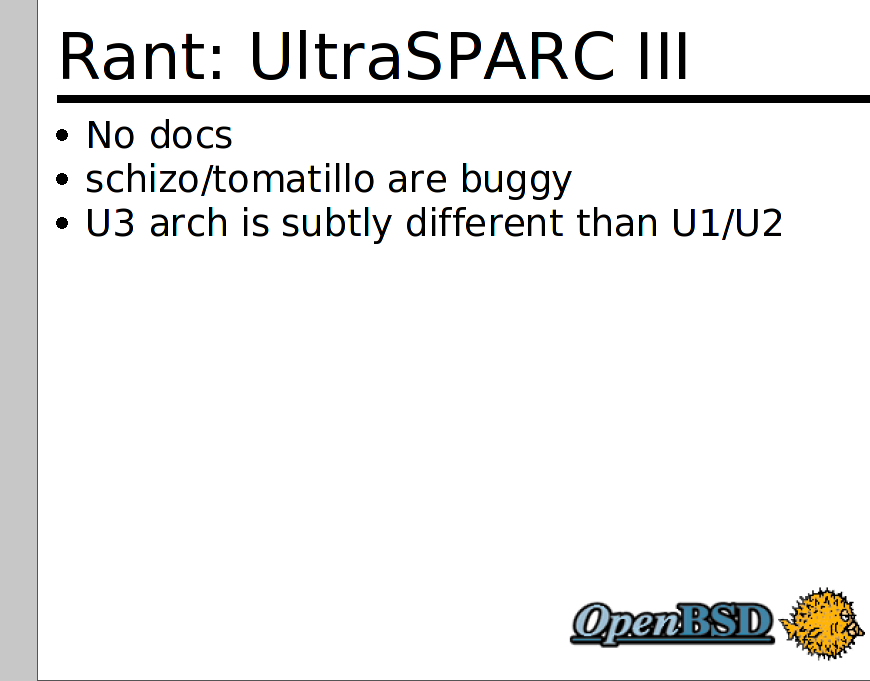 Rant: UltraSPARC III
No docs
schizo/tomatillo are buggy
U3 arch is subtly different than U1/U2
OpenBSD